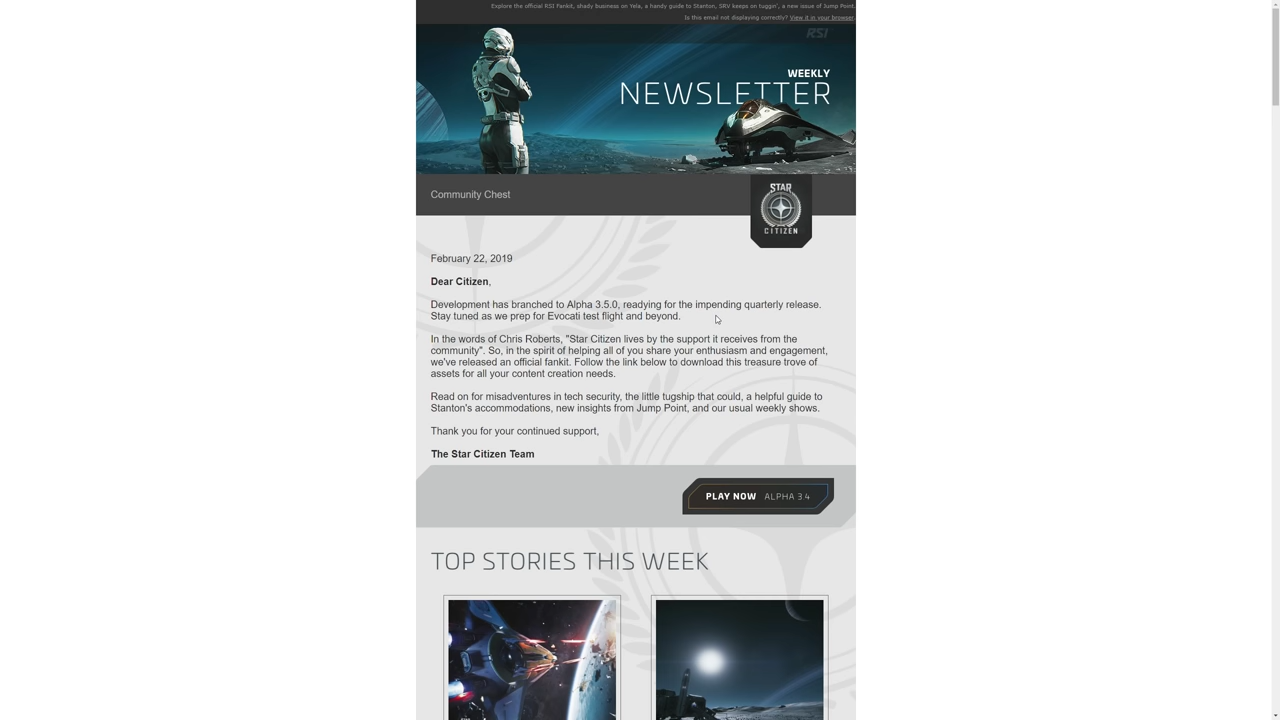 Explore the official RSI Fankit, shady business on Yela, a handy guide to Stanton, SRV keeps on tuggin', a new issue of Jump Point.
Is this email not displaying correctly? View it in your browser.
RSI
WEEKLY
NEWSLETTER
Community Chest
STAR
CITIZEN
February 22, 2019
Dear Citizen,
Development has branched to Alpha 3.5.0, readying for the impending quarterly release.
Stay tuned as we prep for Evocati test flight and beyond.
In the words of Chris Roberts, "Star Citizen lives by the support it receives from the
community". So, in the spirit of helping all of you share your enthusiasm and engagement,
we've released an official fankit. Follow the link below to download this treasure trove of
assets for all your content creation needs.
Read on for misadventures in tech security, the little tugship that could, a helpful guide to
Stanton's accommodations, new insights from Jump Point, and our usual weekly shows.
Thank you for your continued support,
The Star Citizen Team
PLAY NOW ALPHA 3.4
TOP STORIES THIS WEEK